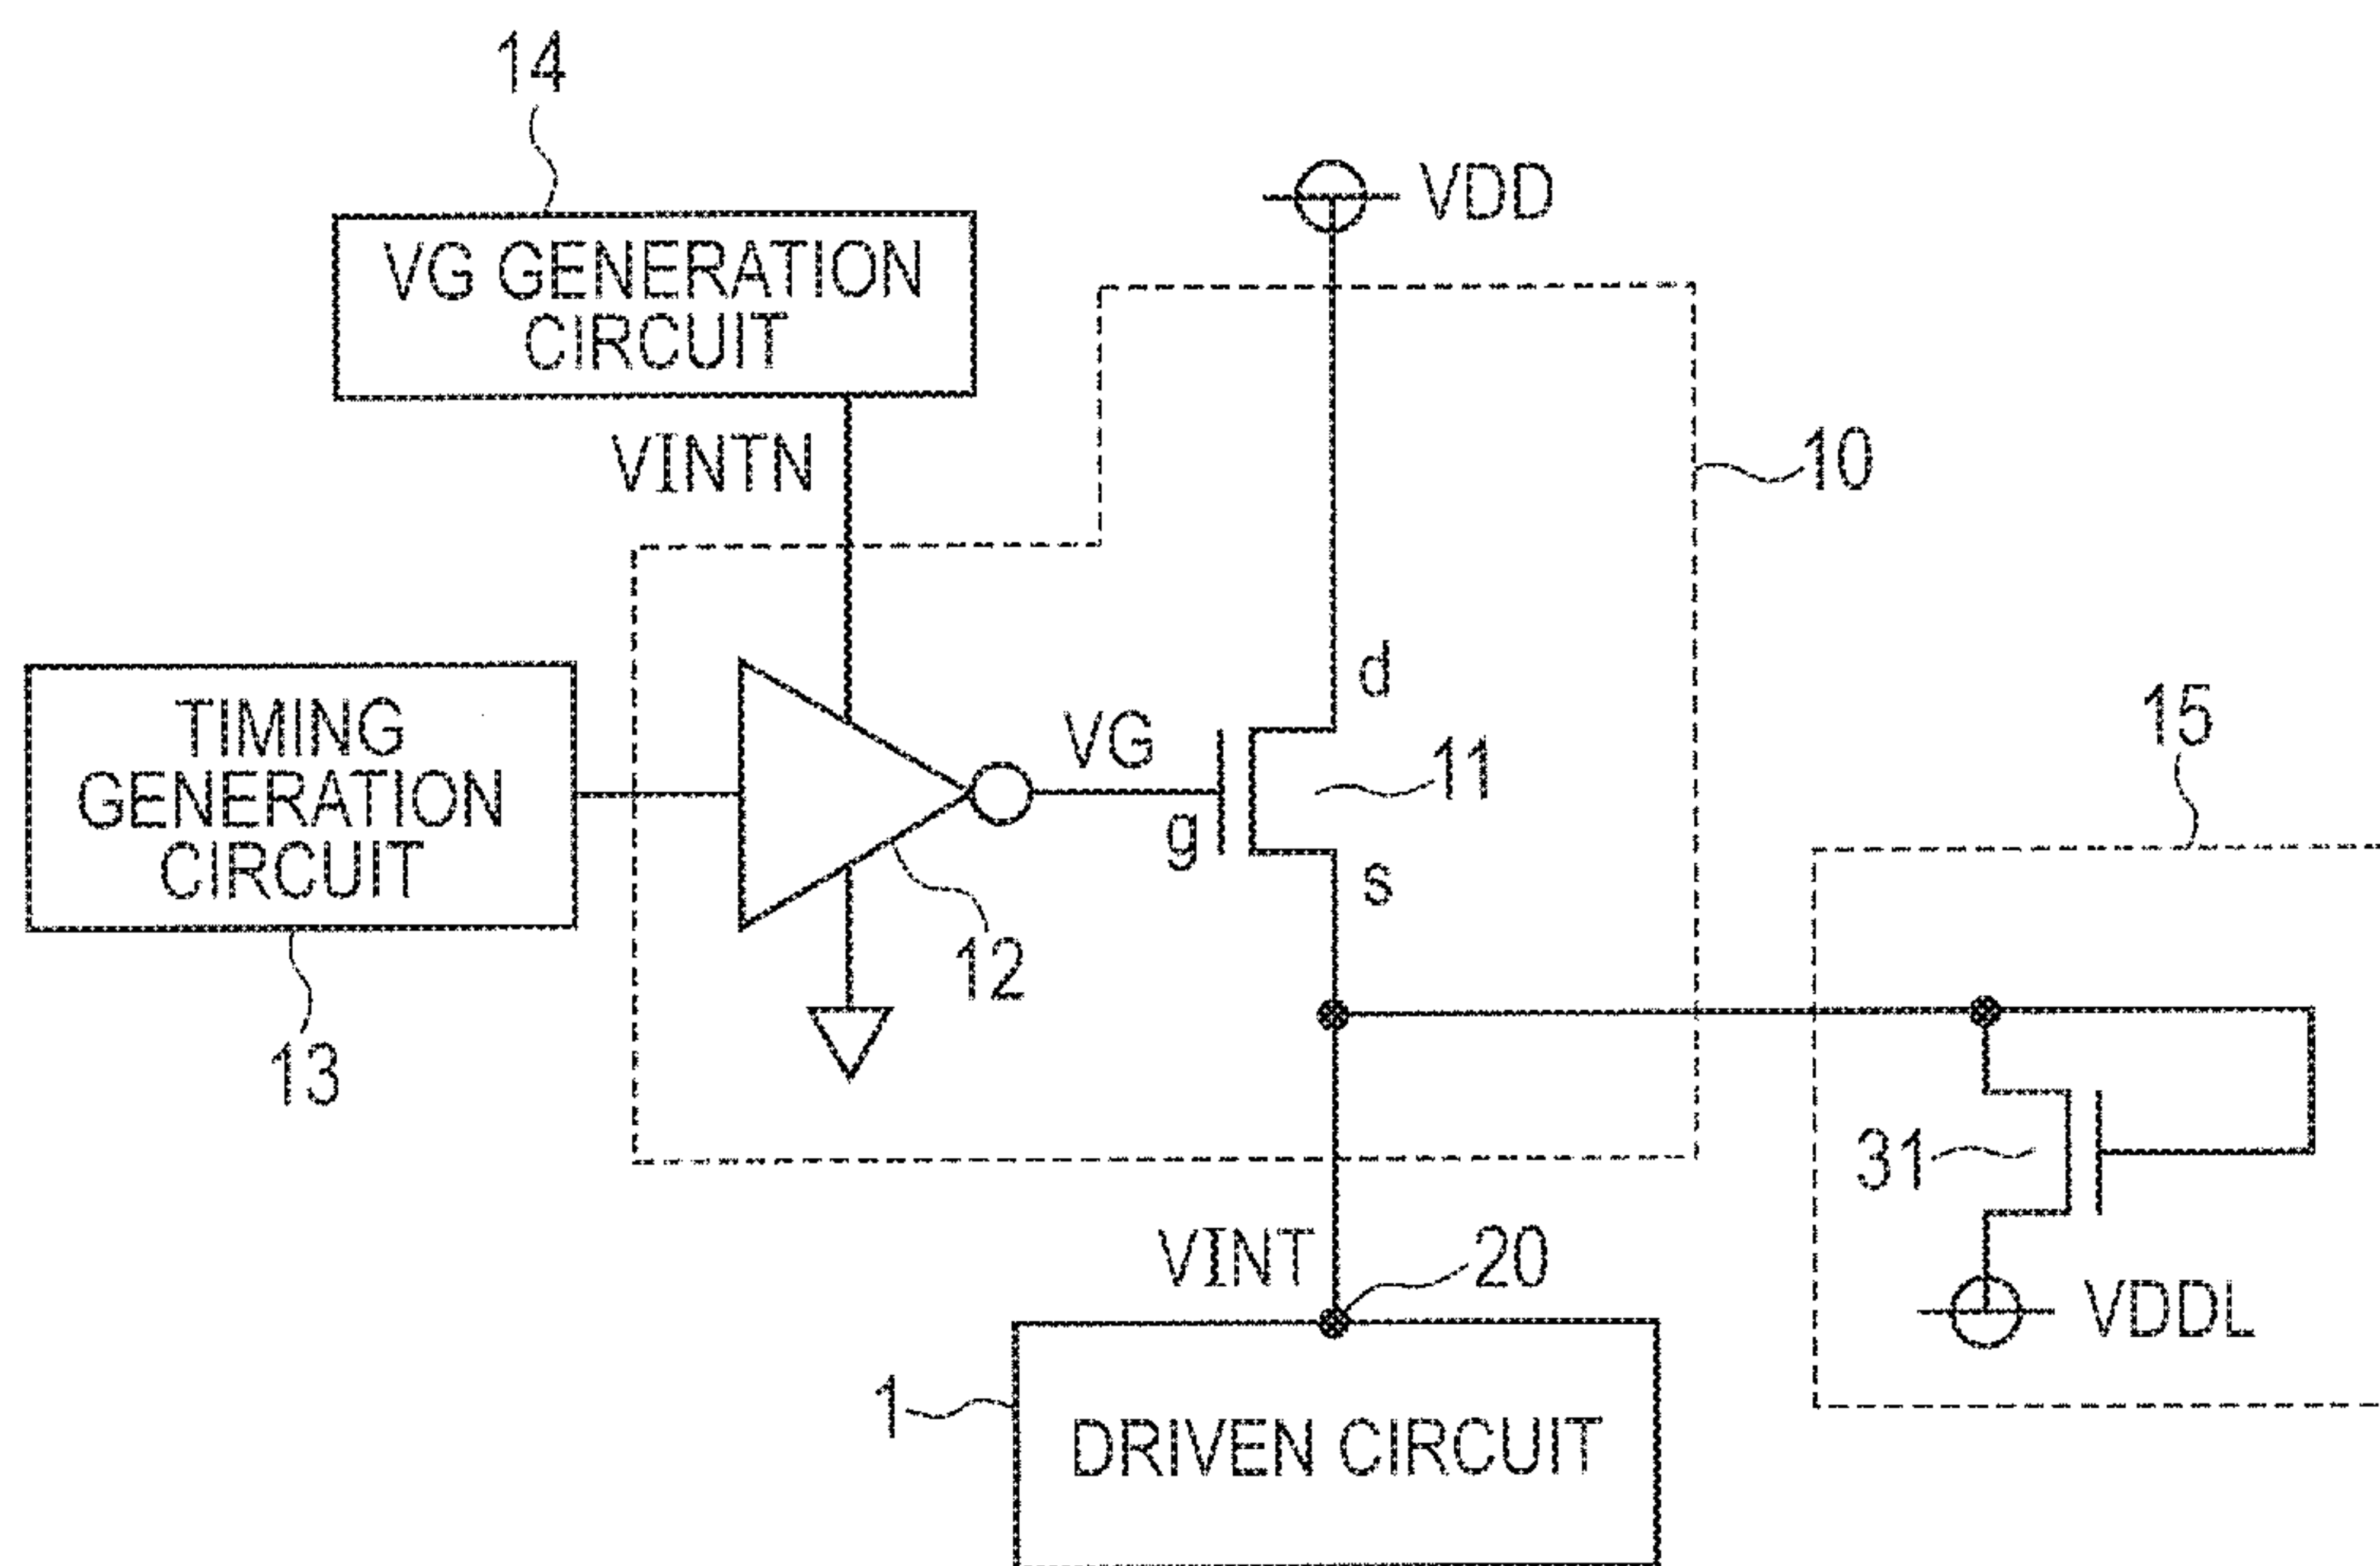 14
VDD
VG GENERATION
CIRCUIT
VINTN
10
d
TIMING
GENERATION
CIRCUIT
VG
11
15
g
s
12
13
31
VINT
20
VDDL
1
DRIVEN CIRCUIT